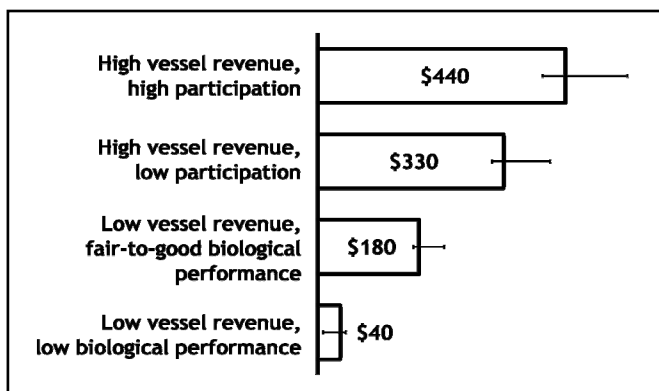 High vessel revenue,
high participation
$440
High vessel revenue,
low participation
$330
Low vessel revenue,
fair-to-good biological
performance
$180
Low vessel revenue,
low biological performance
$40